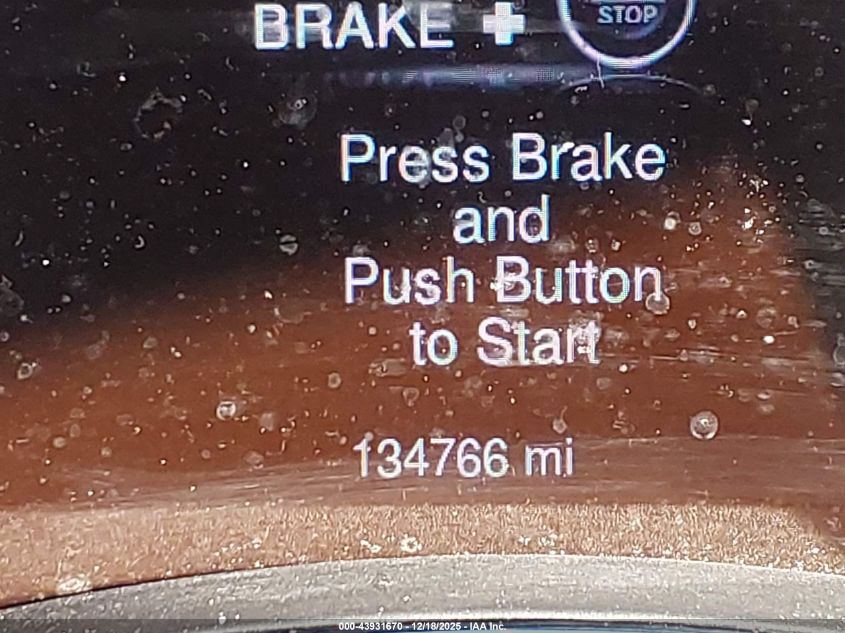 BRAKE +
STOP
Press Brake
and
Push Button
to Start
134766 mi
000-43931670 - 12/18/2025 - IAA Inc.